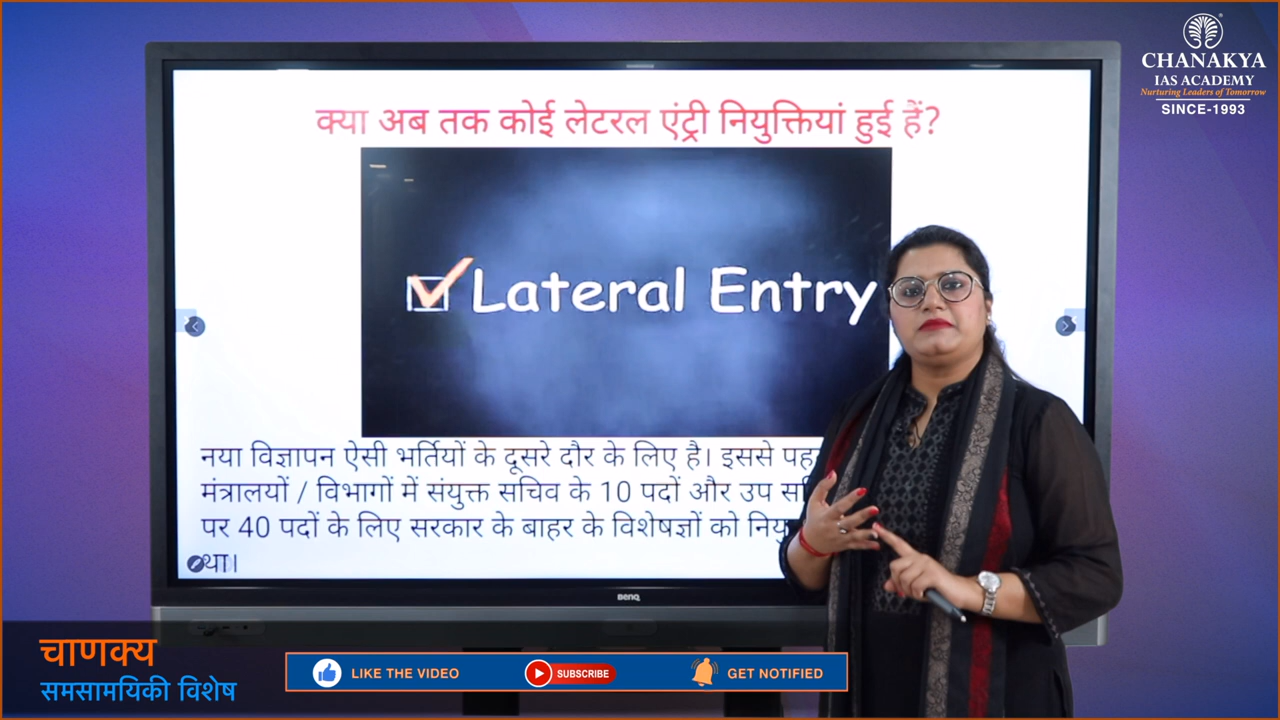 CHANAKYA
IAS ACADEMY
Nurturing Leaders of Tomorrow
SINCE-1993
क्या अब तक कोई लेटरल एंट्री नियुक्तियां हुई हैं?
Lateral Entry
नया विज्ञापन ऐसी भर्तियों के दूसरे दौर के लिए है। इससे
मंत्रालयों / विभागों में संयुक्त सचिव के 10 पदों और उप
पर 40 पदों के लिए सरकार के बाहर के विशेषज्ञों को
था।
BenQ
चाणक्य
समसामयिकी विशेष
LIKE THE VIDEO
SUBSCRIBE
GET NOTIFIED